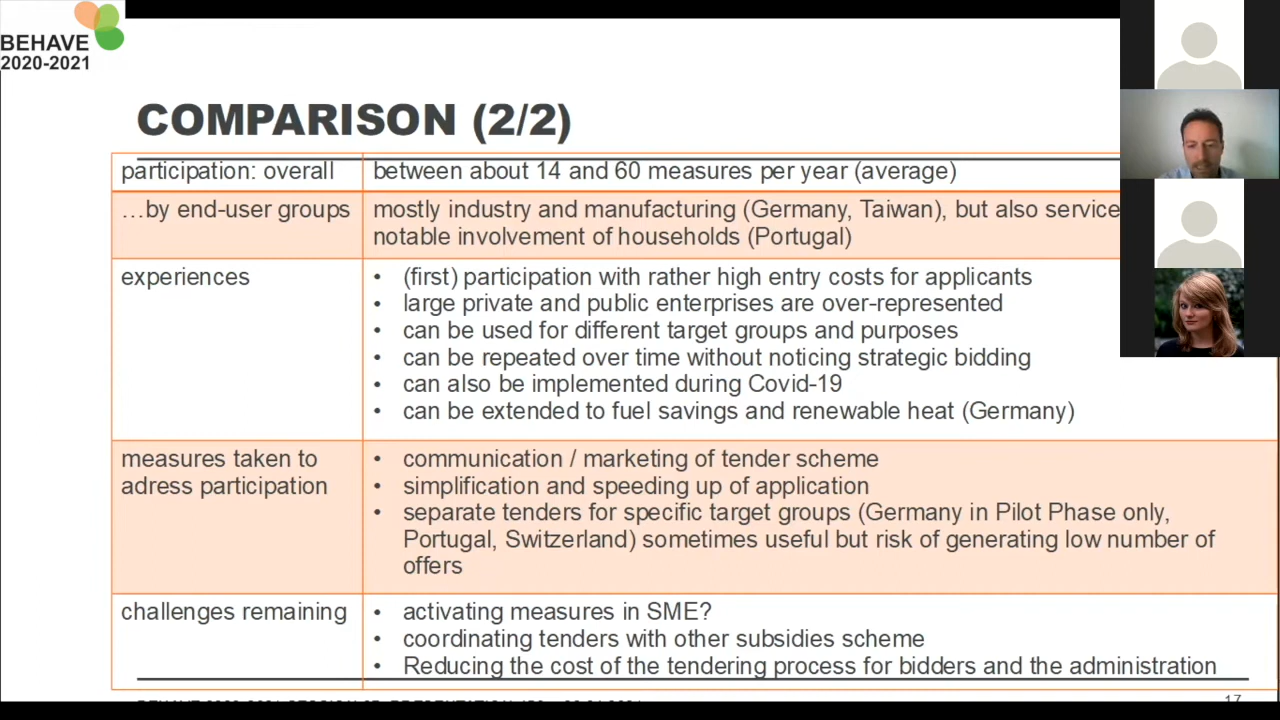 BEHAVE
2020-2021
COMPARISON (2/2)
participation: overall
between about 14 and 60 measures per year (average)
…by end-user groups
mostly industry and manufacturing (Germany, Taiwan), but also service
notable involvement of households (Portugal)
experiences
• (first) participation with rather high entry costs for applicants
• large private and public enterprises are over-represented
• can be used for different target groups and purposes
• can be repeated over time without noticing strategic bidding
• can also be implemented during Covid-19
• can be extended to fuel savings and renewable heat (Germany)
measures taken to
adress participation
• communication / marketing of tender scheme
• simplification and speeding up of application
• separate tenders for specific target groups (Germany in Pilot Phase only,
Portugal, Switzerland) sometimes useful but risk of generating low number of
offers
challenges remaining
• activating measures in SME?
• coordinating tenders with other subsidies scheme
• Reducing the cost of the tendering process for bidders and the administration
17